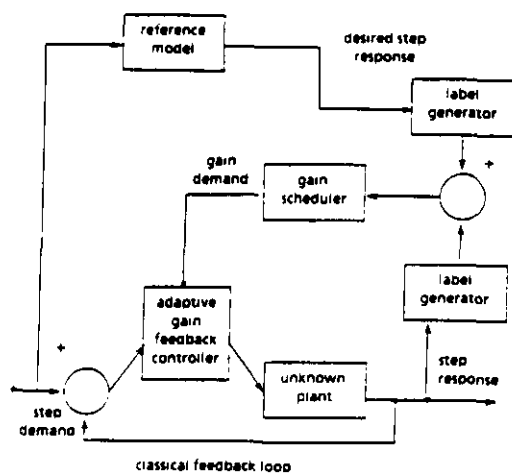 reference
model
desired step
response
label
generator
+
gain
demand
gain
scheduler
label
generator
adaptive
gain
feedback
controller
+
unknown
plant
step
response
step
demand
-
classical feedback loop